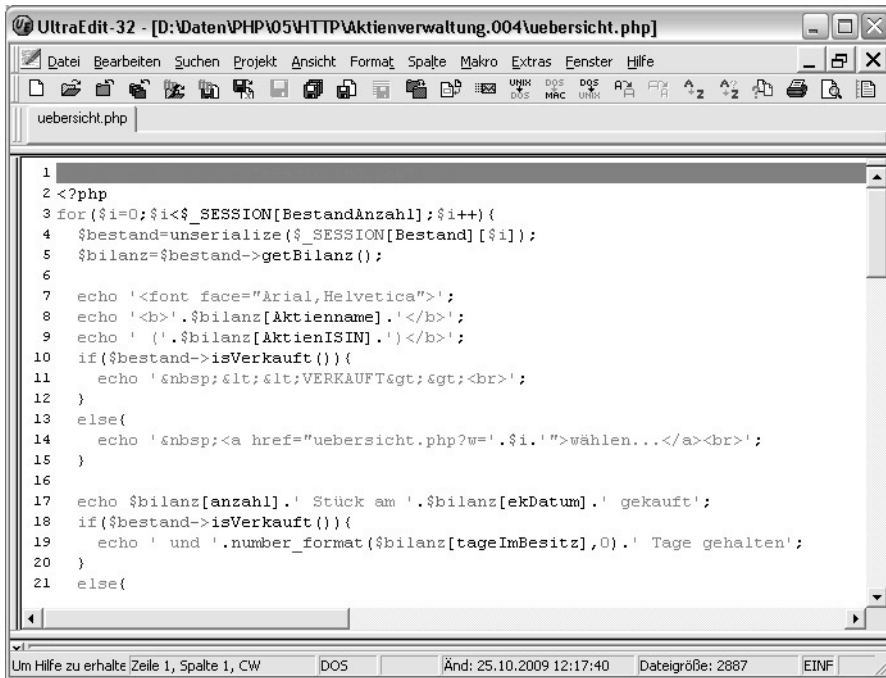 UltraEdit-32 - [D:\Daten\PHP\05\HTTP\Aktienverwaltung.004\uebersicht.php]
Datei Bearbeiten Suchen Projekt Ansicht Format Spalte Makro Extras Fenster Hilfe
UNIX DOS DOS MAC DOS UNIX
uebersicht.php
1
2 <?php
3 for($i=0;$i<$_SESSION[BestandAnzahl];$i++){
4 $bestand=unserialize($_SESSION[Bestand][$i]);
5 $bilanz=$bestand->getBilanz();
6
7 echo '<font face="Arial,Helvetica">';
8 echo '<b>'.$bilanz[Aktienname].'</b>';
9 echo ' ('.$bilanz[AktienISIN].')</b>';
10 if($bestand->isVerkauft()){
11 echo '&nbsp;&lt;&lt;VERKAUFT&gt;&gt;<br>';
12 }
13 else{
14 echo '&nbsp;<a href="uebersicht.php?w='.$i.'">wählen...</a><br>';
15 }
16
17 echo $bilanz[anzahl].' Stück am '.$bilanz[ekDatum].' gekauft';
18 if($bestand->isVerkauft()){
19 echo ' und '.number_format($bilanz[tageImBesitz],0).' Tage gehalten';
20 }
21 else{
Um Hilfe zu erhalte Zeile 1, Spalte 1, CW DOS Änd: 25.10.2009 12:17:40 Dateigröße: 2887 EINF